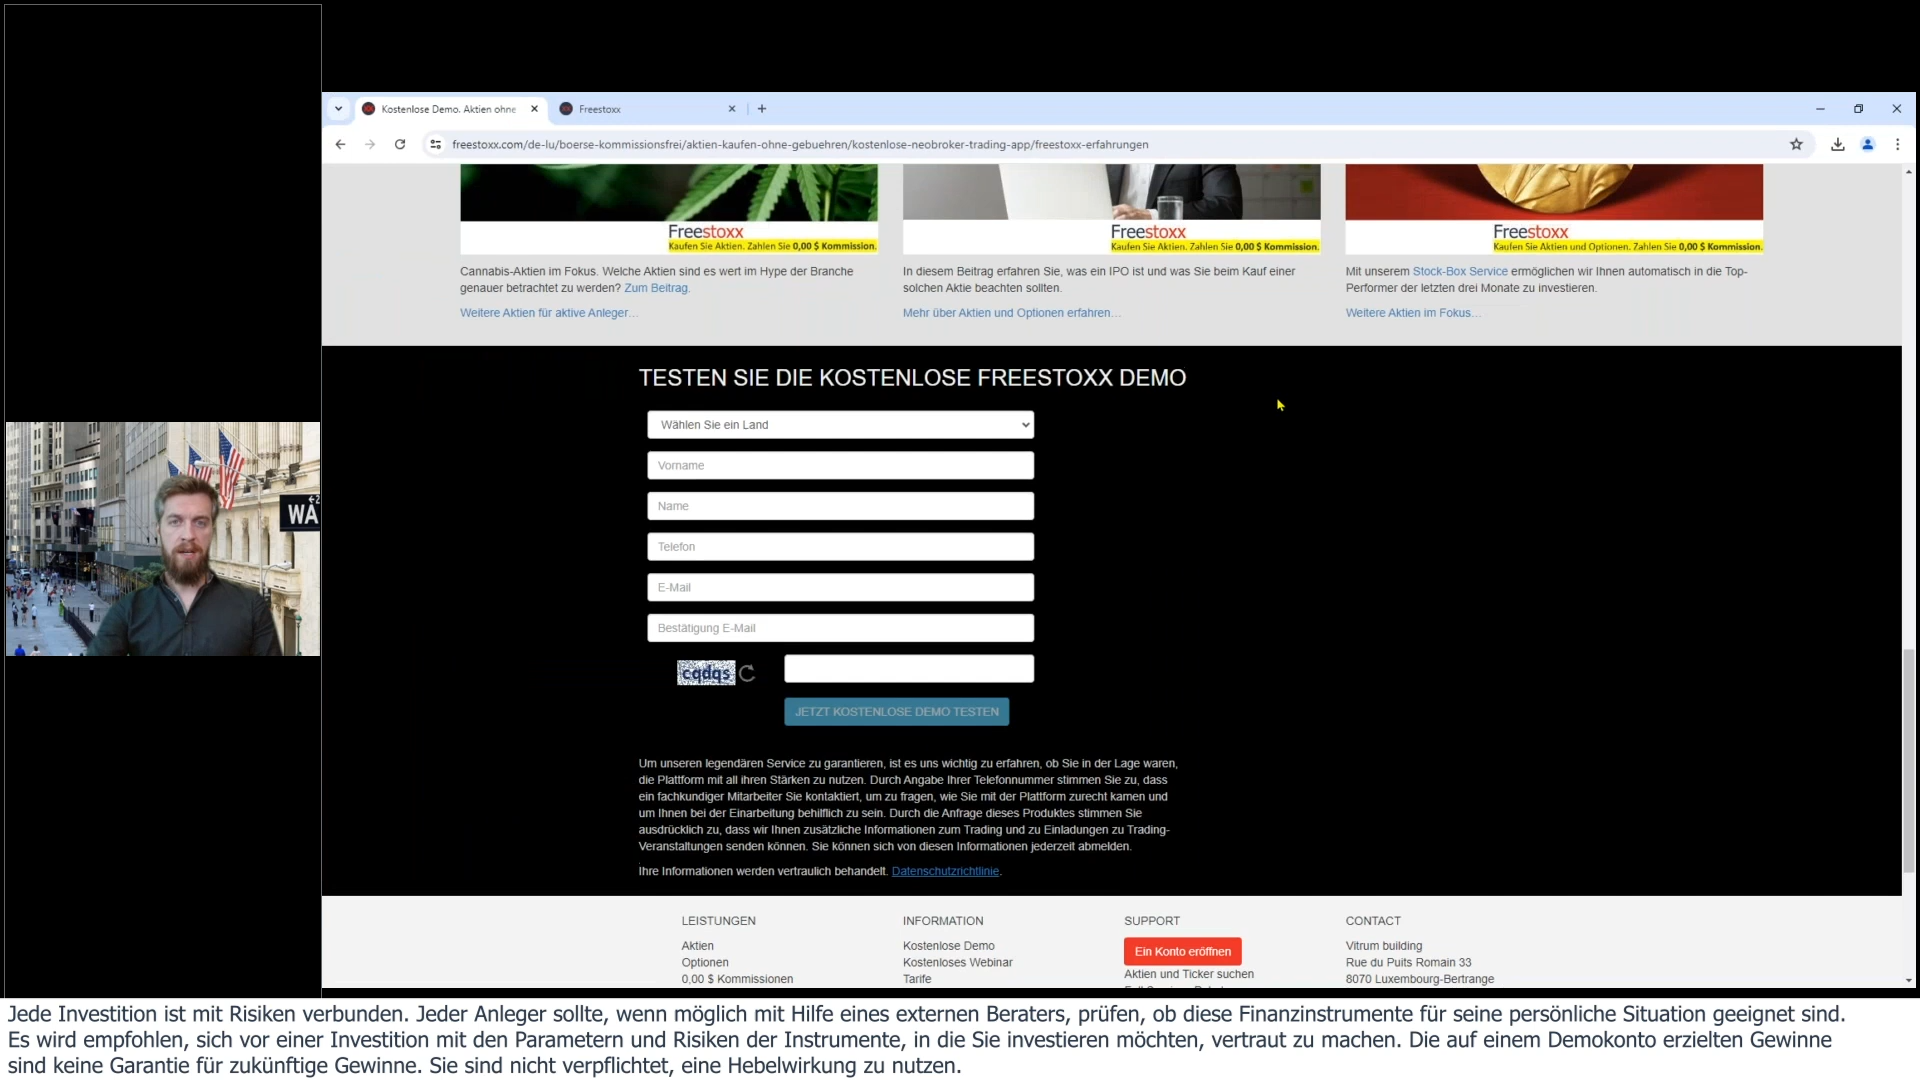 Kostenlose Demo. Aktien ohne
Freestoxx
freestoxx.com/de-lu/boerse-kommissionsfrei/aktien-kaufen-ohne-gebuehren/kostenlose-neobroker-trading-app/freestoxx-erfahrungen
Freestoxx
Kaufen Sie Aktien. Zahlen Sie 0,00 $ Kommission.
Cannabis-Aktien im Fokus. Welche Aktien sind es wert im Hype der Branche
genauer betrachtet zu werden? Zum Beitrag.
Weitere Aktien für aktive Anleger…
Freestoxx
Kaufen Sie Aktien. Zahlen Sie 0,00 $ Kommission.
In diesem Beitrag erfahren Sie, was ein IPO ist und was Sie beim Kauf einer
solchen Aktie beachten sollten.
Mehr über Aktien und Optionen erfahren…
Freestoxx
Kaufen Sie Aktien und Optionen. Zahlen Sie 0,00 $ Kommission.
Mit unserem Stock-Box Service ermöglichen wir Ihnen automatisch in die Top-
Performer der letzten drei Monate zu investieren.
Weitere Aktien im Fokus…
TESTEN SIE DIE KOSTENLOSE FREESTOXX DEMO
Wählen Sie ein Land
Vorname
Name
Telefon
E-Mail
Bestätigung E-Mail
cqdqs
JETZT KOSTENLOSE DEMO TESTEN
Um unseren legendären Service zu garantieren, ist es uns wichtig zu erfahren, ob Sie in der Lage waren,
die Plattform mit all ihren Stärken zu nutzen. Durch Angabe Ihrer Telefonnummer stimmen Sie zu, dass
ein fachkundiger Mitarbeiter Sie kontaktiert, um zu fragen, wie Sie mit der Plattform zurecht kamen und
um Ihnen bei der Einarbeitung behilflich zu sein. Durch die Anfrage dieses Produktes stimmen Sie
ausdrücklich zu, dass wir Ihnen zusätzliche Informationen zum Trading und zu Einladungen zu Trading-
Veranstaltungen senden können. Sie können sich von diesen Informationen jederzeit abmelden.
Ihre Informationen werden vertraulich behandelt. Datenschutzrichtlinie.
LEISTUNGEN
Aktien
Optionen
0,00 $ Kommissionen
INFORMATION
Kostenlose Demo
Kostenloses Webinar
Tarife
SUPPORT
Ein Konto eröffnen
Aktien und Ticker suchen
CONTACT
Vitrum building
Rue du Puits Romain 33
8070 Luxembourg-Bertrange
WA
Jede Investition ist mit Risiken verbunden. Jeder Anleger sollte, wenn möglich mit Hilfe eines externen Beraters, prüfen, ob diese Finanzinstrumente für seine persönliche Situation geeignet sind.
Es wird empfohlen, sich vor einer Investition mit den Parametern und Risiken der Instrumente, in die Sie investieren möchten, vertraut zu machen. Die auf einem Demokonto erzielten Gewinne
sind keine Garantie für zukünftige Gewinne. Sie sind nicht verpflichtet, eine Hebelwirkung zu nutzen.